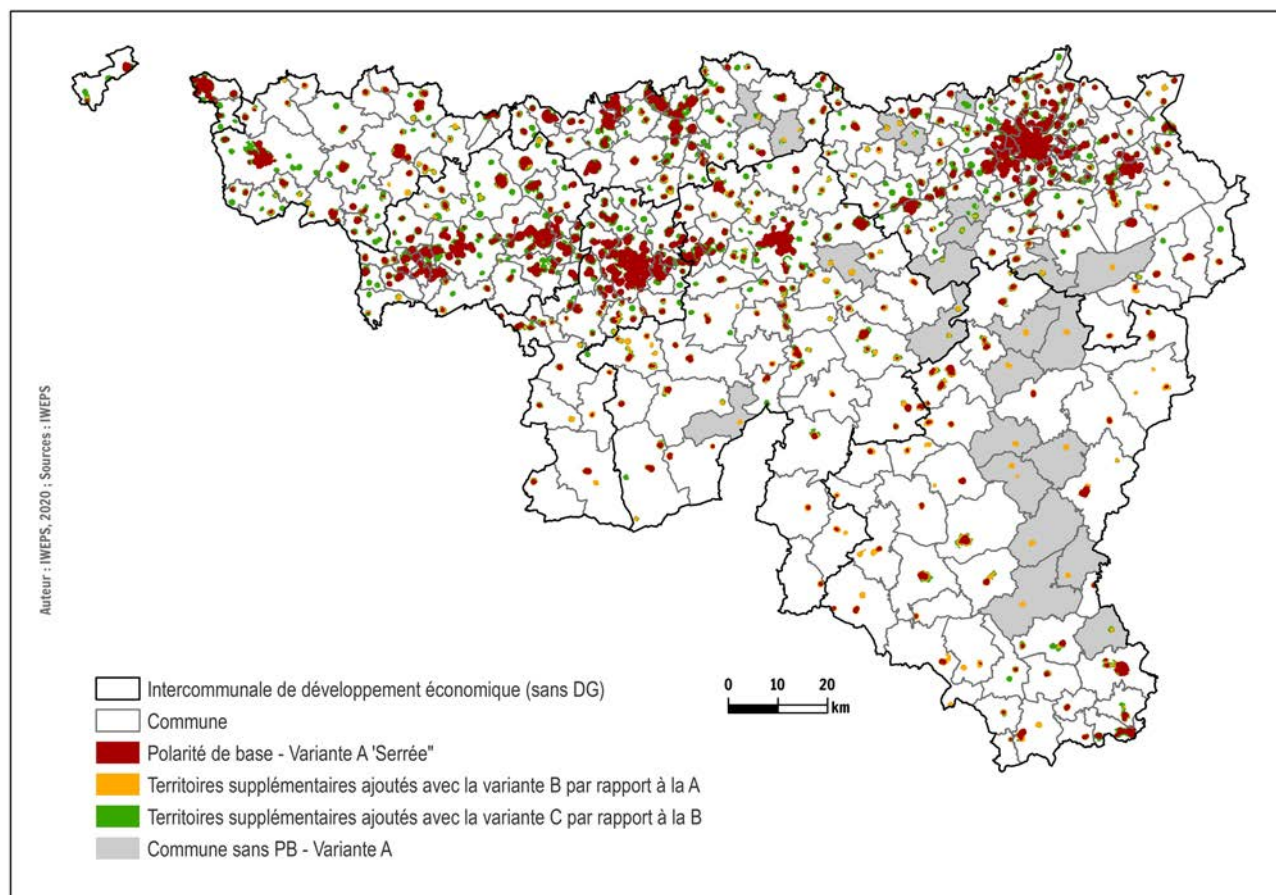 Auteur : IWEPS, 2020 ; Sources : IWEPS
Intercommunale de développement économique (sans DG)
Commune
Polarité de base - Variante A 'Serrée"
Territoires supplémentaires ajoutés avec la variante B par rapport à la A
Territoires supplémentaires ajoutés avec la variante C par rapport à la B
Commune sans PB - Variante A
0 10 20
km